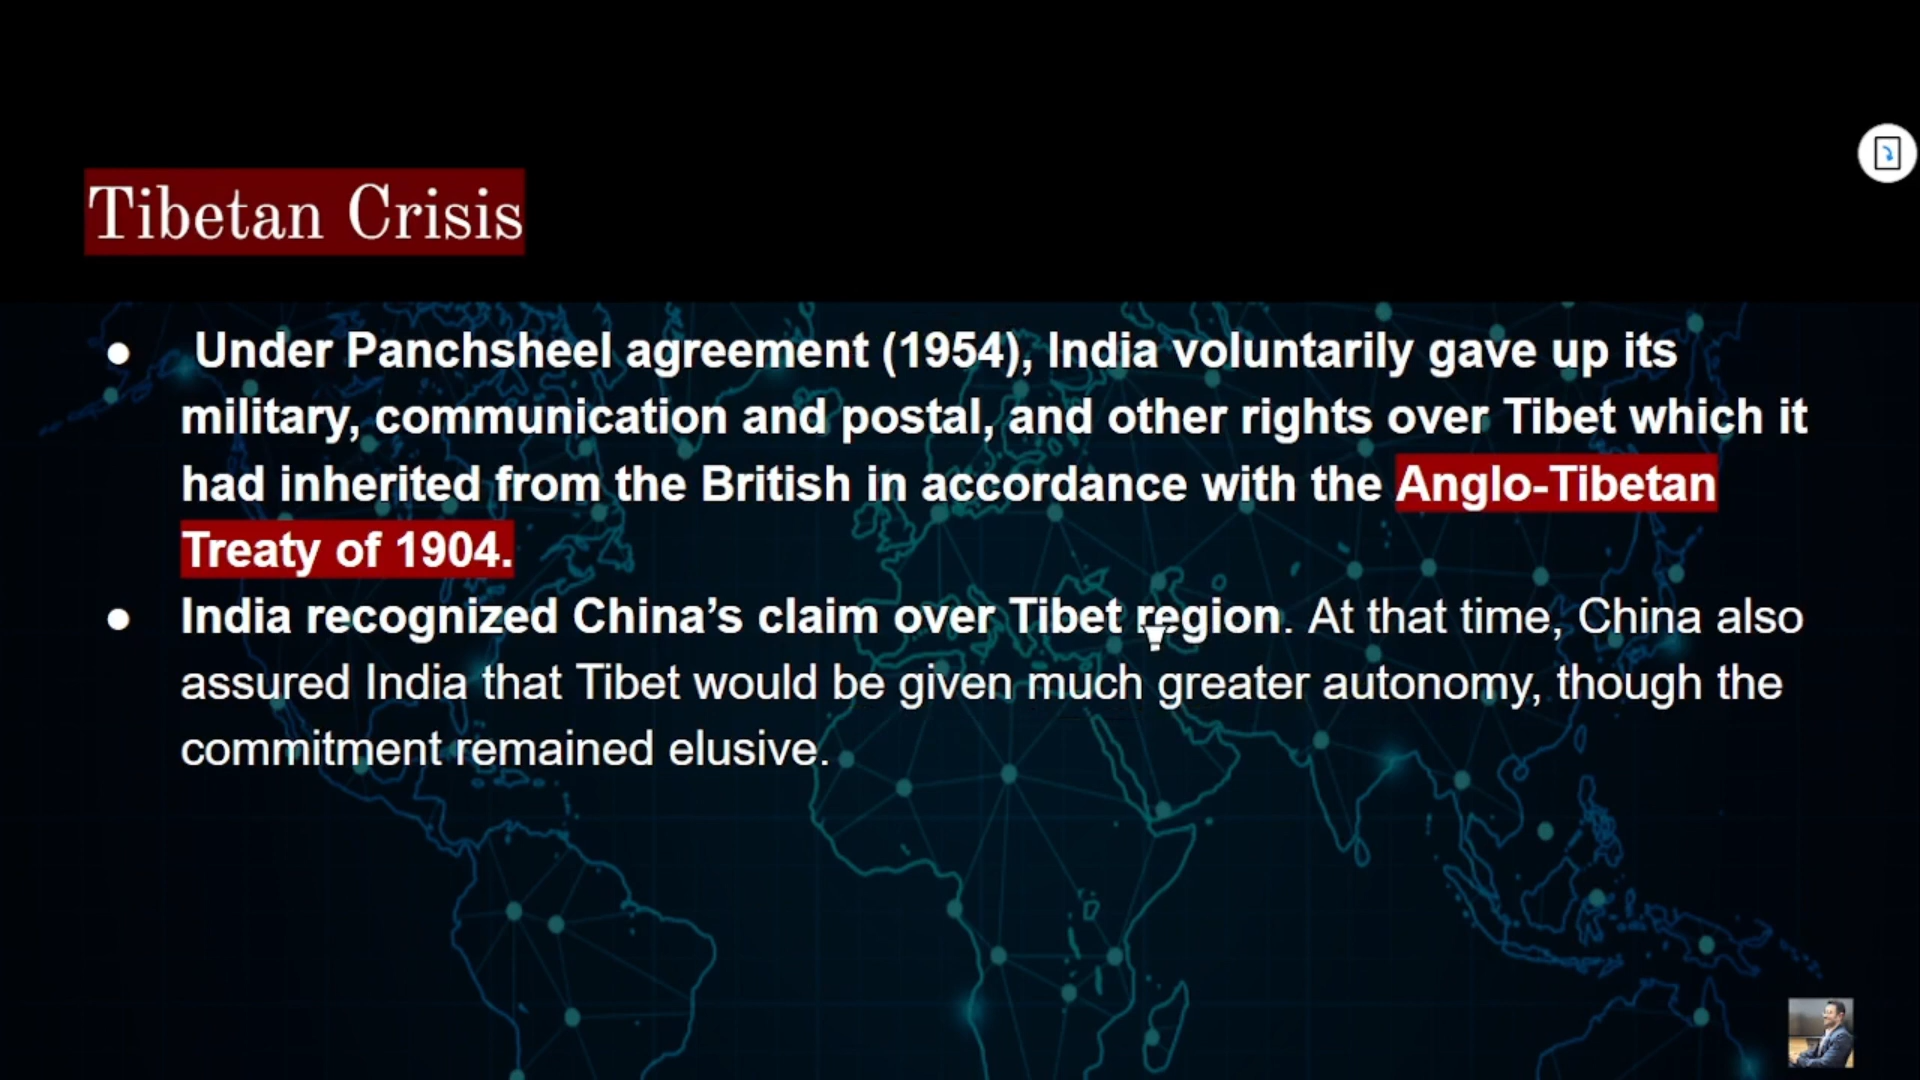 Tibetan Crisis
● Under Panchsheel agreement (1954), India voluntarily gave up its
military, communication and postal, and other rights over Tibet which it
had inherited from the British in accordance with the Anglo-Tibetan
Treaty of 1904.
● India recognized China’s claim over Tibet region. At that time, China also
assured India that Tibet would be given much greater autonomy, though the
commitment remained elusive.